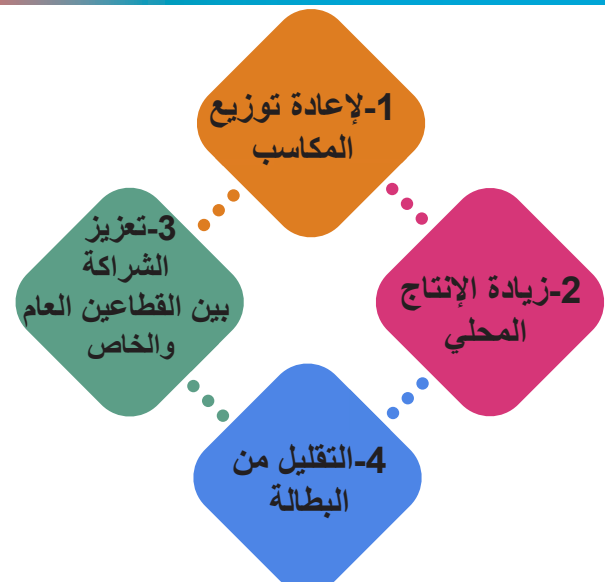 1-لإعادة توزيع
المكاسب
2-زيادة الإنتاج
المحلي
3-تعزيز
الشراكة
بين القطاعين العام
والخاص
4-التقليل من
البطالة